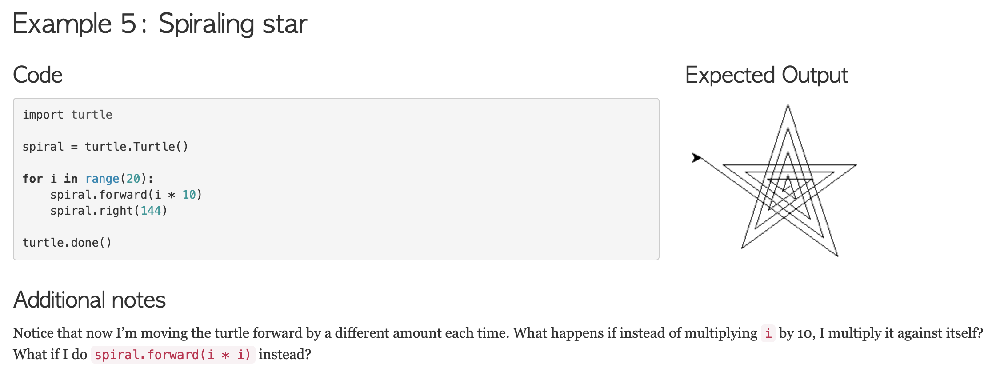 Example 5: Spiraling star
Code
Expected Output
import turtle
spiral = turtle.Turtle()
for i in range(20):
    spiral.forward(i * 10)
    spiral.right(144)
turtle.done()
Additional notes
Notice that now I’m moving the turtle forward by a different amount each time. What happens if instead of multiplying i by 10, I multiply it against itself?
What if I do spiral.forward(i * i) instead?